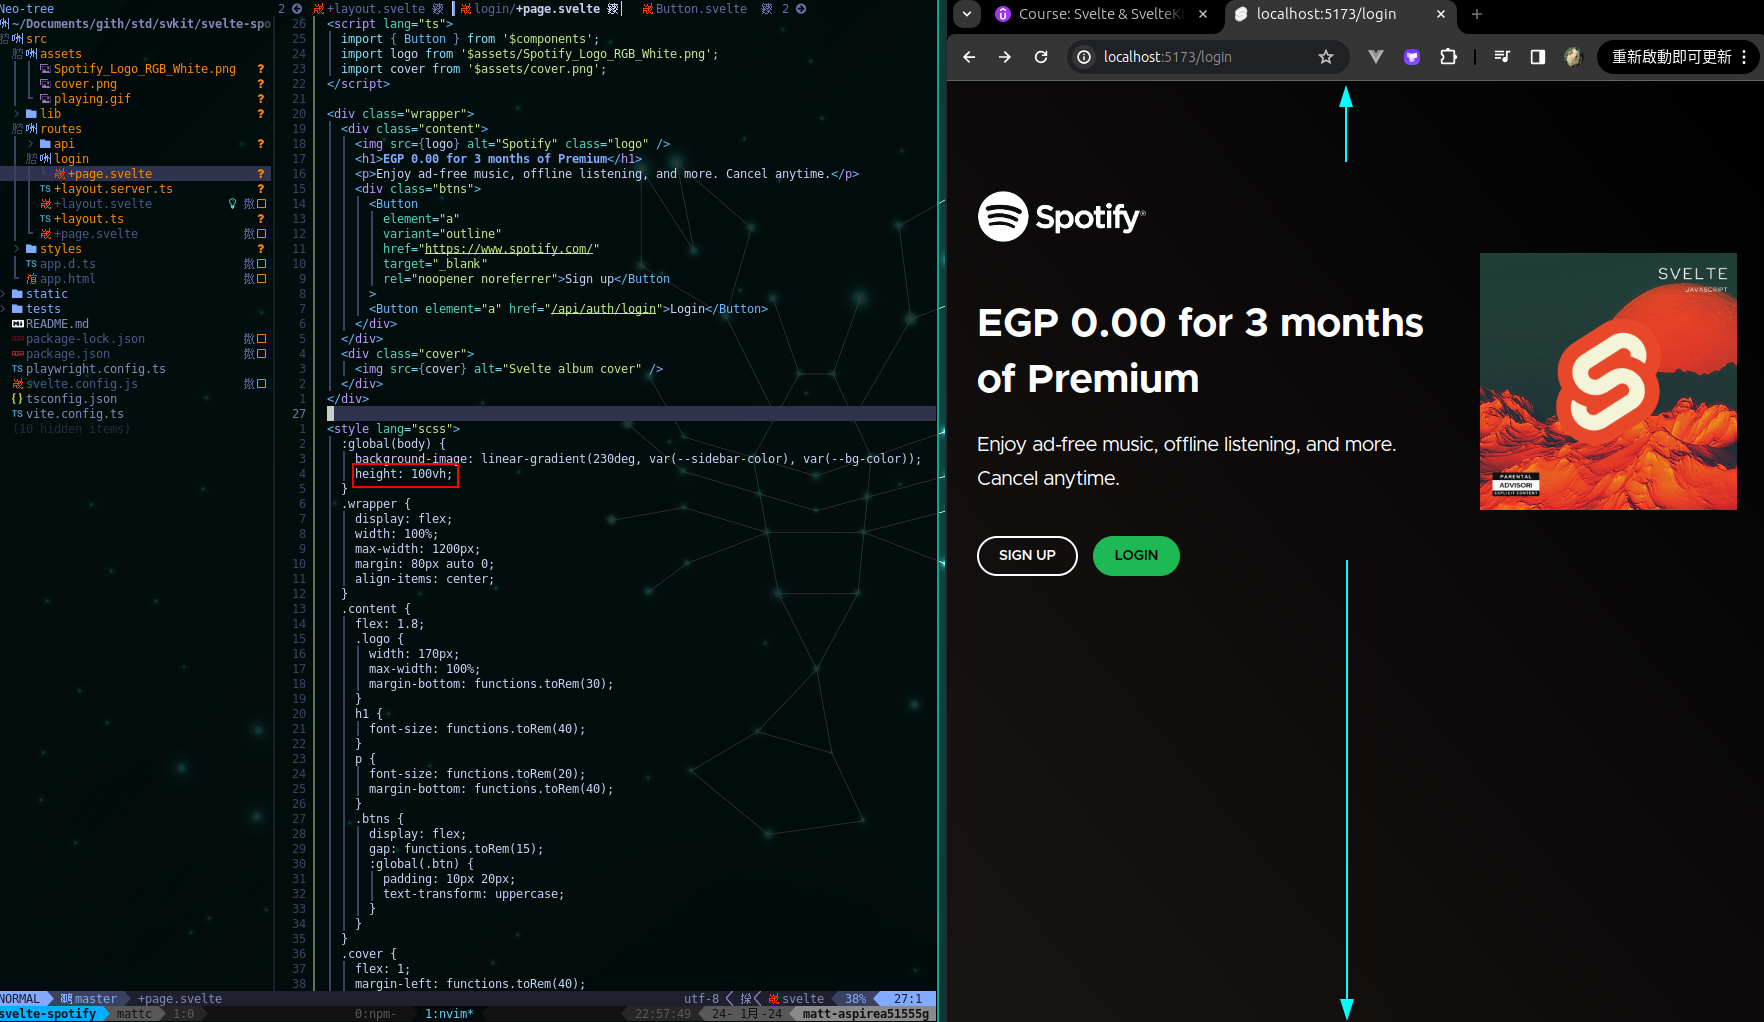 Neo-tree
~/Documents/gith/std/svkit/svelte-spo
src
assets
Spotify_Logo_RGB_White.png ?
cover.png ?
playing.gif ?
lib ?
routes
api ?
login
+page.svelte ?
+layout.server.ts ?
+layout.svelte
+layout.ts ?
+page.svelte
styles ?
app.d.ts
app.html
static
tests
README.md
package-lock.json
package.json
TS playwright.config.ts
svelte.config.js
{} tsconfig.json
TS vite.config.ts
(10 hidden items)
2 +layout.svelte login/+page.svelte Button.svelte 2
26 <script lang="ts">
25 import { Button } from '$components';
24 import logo from '$assets/Spotify_Logo_RGB_White.png';
23 import cover from '$assets/cover.png';
22 </script>
21
20 <div class="wrapper">
19 <div class="content">
18 <img src={logo} alt="Spotify" class="logo" />
17 <h1>EGP 0.00 for 3 months of Premium</h1>
16 <p>Enjoy ad-free music, offline listening, and more. Cancel anytime.</p>
15 <div class="btns">
14 <Button
13 element="a"
12 variant="outline"
11 href="https://www.spotify.com/"
10 target="_blank"
9 rel="noopener noreferrer">Sign up</Button
8 >
7 <Button element="a" href="/api/auth/login">Login</Button>
6 </div>
5 </div>
4 <div class="cover">
3 <img src={cover} alt="Svelte album cover" />
2 </div>
1 </div>
27
1 <style lang="scss">
2 :global(body) {
3 background-image: linear-gradient(230deg, var(--sidebar-color), var(--bg-color));
4 height: 100vh;
5 }
6 .wrapper {
7 display: flex;
8 width: 100%;
9 max-width: 1200px;
10 margin: 80px auto 0;
11 align-items: center;
12 }
13 .content {
14 flex: 1.8;
15 .logo {
16 width: 170px;
17 max-width: 100%;
18 margin-bottom: functions.toRem(30);
19 }
20 h1 {
21 font-size: functions.toRem(40);
22 }
23 p {
24 font-size: functions.toRem(20);
25 margin-bottom: functions.toRem(40);
26 }
27 .btns {
28 display: flex;
29 gap: functions.toRem(15);
30 :global(.btn) {
31 padding: 10px 20px;
32 text-transform: uppercase;
33 }
34 }
35 }
36 .cover {
37 flex: 1;
38 margin-left: functions.toRem(40);
NORMAL master +page.svelte utf-8 svelte 38% 27:1
svelte-spotify mattc 1:0 0:npm- 1:nvim* 22:57:49 24- 1月-24 matt-aspirea51555g
Course: Svelte & SvelteKi
localhost:5173/login
localhost:5173/login
重新啟動即可更新
Spotify
EGP 0.00 for 3 months
of Premium
Enjoy ad-free music, offline listening, and more.
Cancel anytime.
SIGN UP
LOGIN
SVELTE
JAVASCRIPT
PARENTAL
ADVISORI
EXPLICIT CONTENT